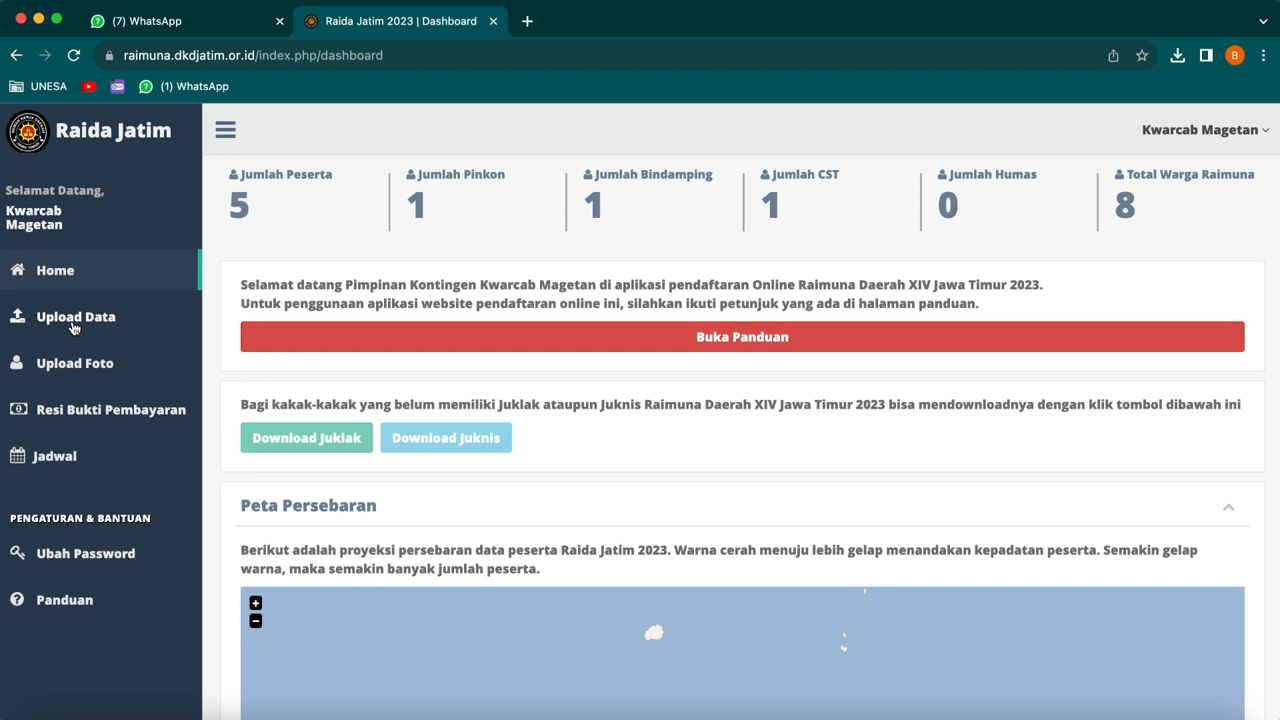 (7) WhatsApp
Raida Jatim 2023 | Dashboard
raimuna.dkdjatim.or.id/index.php/dashboard
B
UNESA
(1) WhatsApp
Raida Jatim
Kwarcab Magetan
Selamat Datang,
Kwarcab
Magetan
Home
Upload Data
Upload Foto
Resi Bukti Pembayaran
Jadwal
PENGATURAN & BANTUAN
Ubah Password
Panduan
Jumlah Peserta
5
Jumlah Pinkon
1
Jumlah Bindamping
1
Jumlah CST
1
Jumlah Humas
0
Total Warga Raimuna
8
Selamat datang Pimpinan Kontingen Kwarcab Magetan di aplikasi pendaftaran Online Raimuna Daerah XIV Jawa Timur 2023.
Untuk penggunaan aplikasi website pendaftaran online ini, silahkan ikuti petunjuk yang ada di halaman panduan.
Buka Panduan
Bagi kakak-kakak yang belum memiliki Juklak ataupun Juknis Raimuna Daerah XIV Jawa Timur 2023 bisa mendownloadnya dengan klik tombol dibawah ini
Download Juklak
Download Juknis
Peta Persebaran
Berikut adalah proyeksi persebaran data peserta Raida Jatim 2023. Warna cerah menuju lebih gelap menandakan kepadatan peserta. Semakin gelap
warna, maka semakin banyak jumlah peserta.
+
−